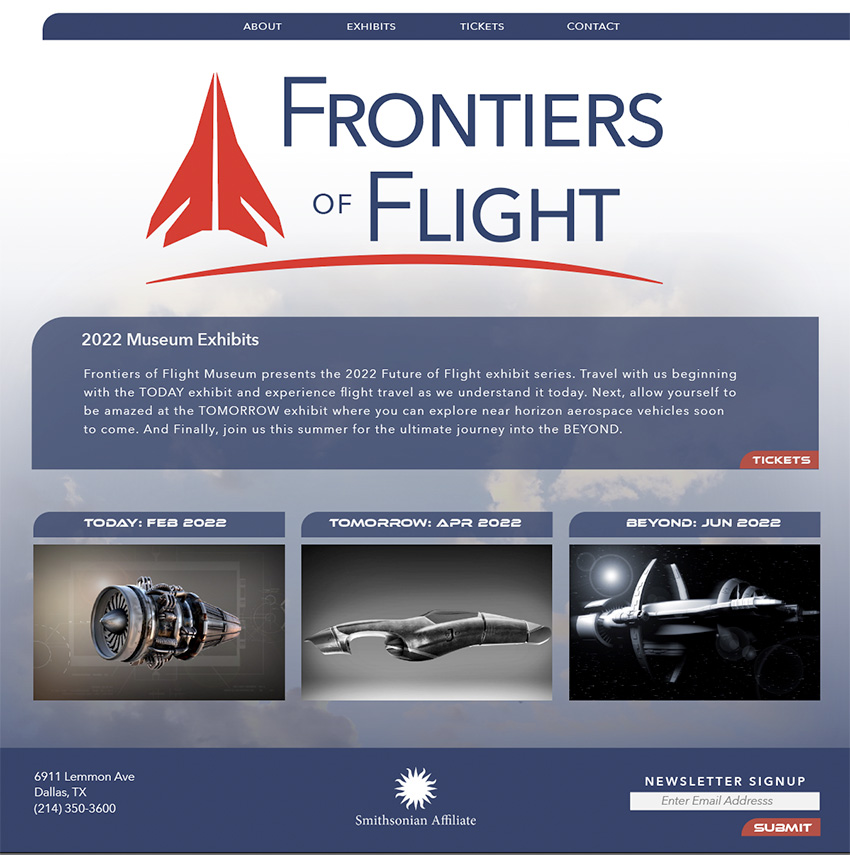 ABOUT EXHIBITS TICKETS CONTACT
FRONTIERS
OF FLIGHT
2022 Museum Exhibits
Frontiers of Flight Museum presents the 2022 Future of Flight exhibit series. Travel with us beginning
with the TODAY exhibit and experience flight travel as we understand it today. Next, allow yourself to
be amazed at the TOMORROW exhibit where you can explore near horizon aerospace vehicles soon
to come. And Finally, join us this summer for the ultimate journey into the BEYOND.
TICKETS
TODAY: FEB 2022
TOMORROW: APR 2022
BEYOND: JUN 2022
6911 Lemmon Ave
Dallas, TX
(214) 350-3600
Smithsonian Affiliate
NEWSLETTER SIGNUP
Enter Email Addresss
SUBMIT